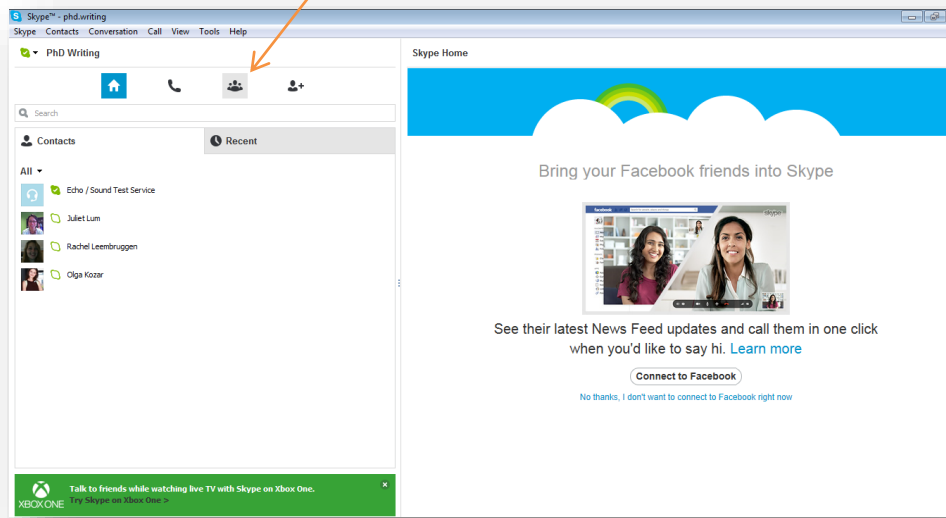 Skype™ - phd.writing
Skype Contacts Conversation Call View Tools Help
PhD Writing
Search
Contacts
Recent
All
Echo / Sound Test Service
Juliet Lum
Rachel Leembruggen
Olga Kozar
XBOX ONE
Talk to friends while watching live TV with Skype on Xbox One.
Try Skype on Xbox One >
Skype Home
Bring your Facebook friends into Skype
facebook
skype
See their latest News Feed updates and call them in one click
when you'd like to say hi. Learn more
Connect to Facebook
No thanks, I don't want to connect to Facebook right now